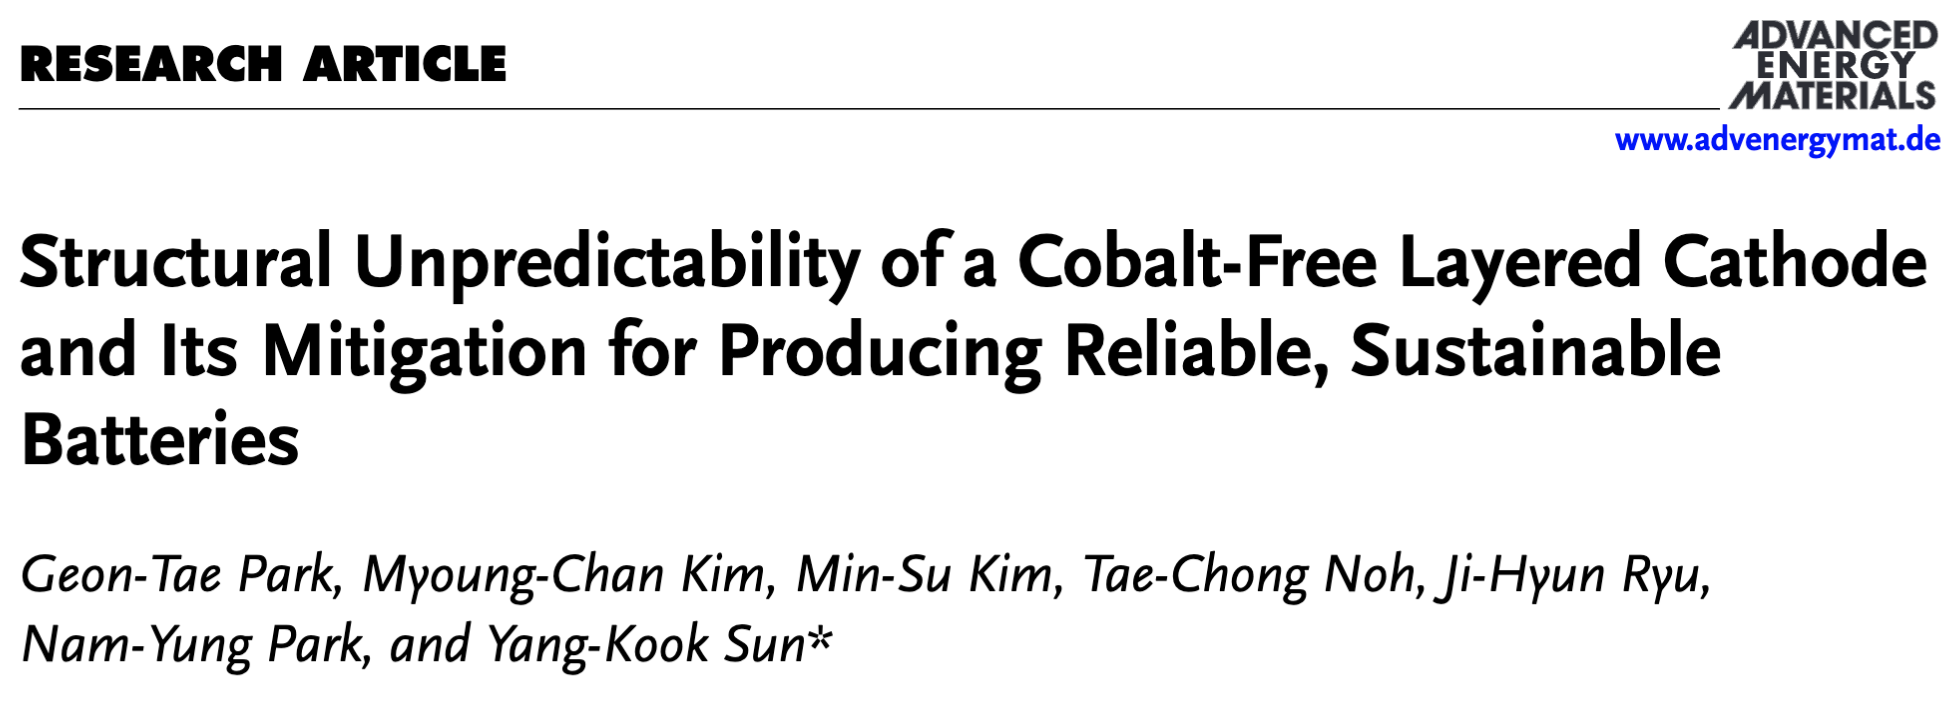 RESEARCH ARTICLE
ADVANCED
ENERGY
MATERIALS
www.advenergymat.de
Structural Unpredictability of a Cobalt-Free Layered Cathode
and Its Mitigation for Producing Reliable, Sustainable
Batteries
Geon-Tae Park, Myoung-Chan Kim, Min-Su Kim, Tae-Chong Noh, Ji-Hyun Ryu,
Nam-Yung Park, and Yang-Kook Sun*